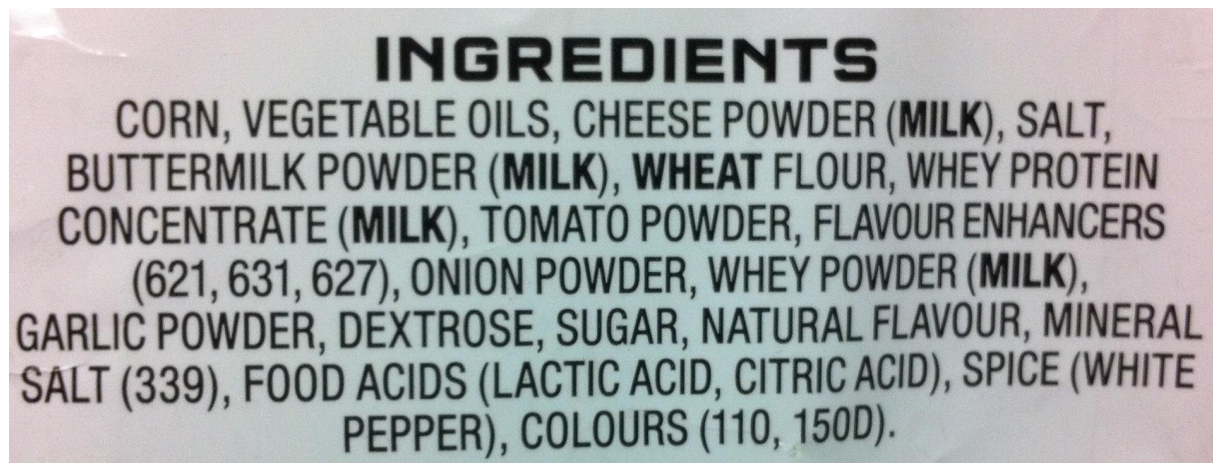 INGREDIENTS
CORN, VEGETABLE OILS, CHEESE POWDER (MILK), SALT,
BUTTERMILK POWDER (MILK), WHEAT FLOUR, WHEY PROTEIN
CONCENTRATE (MILK), TOMATO POWDER, FLAVOUR ENHANCERS
(621, 631, 627), ONION POWDER, WHEY POWDER (MILK),
GARLIC POWDER, DEXTROSE, SUGAR, NATURAL FLAVOUR, MINERAL
SALT (339), FOOD ACIDS (LACTIC ACID, CITRIC ACID), SPICE (WHITE
PEPPER), COLOURS (110, 150D).